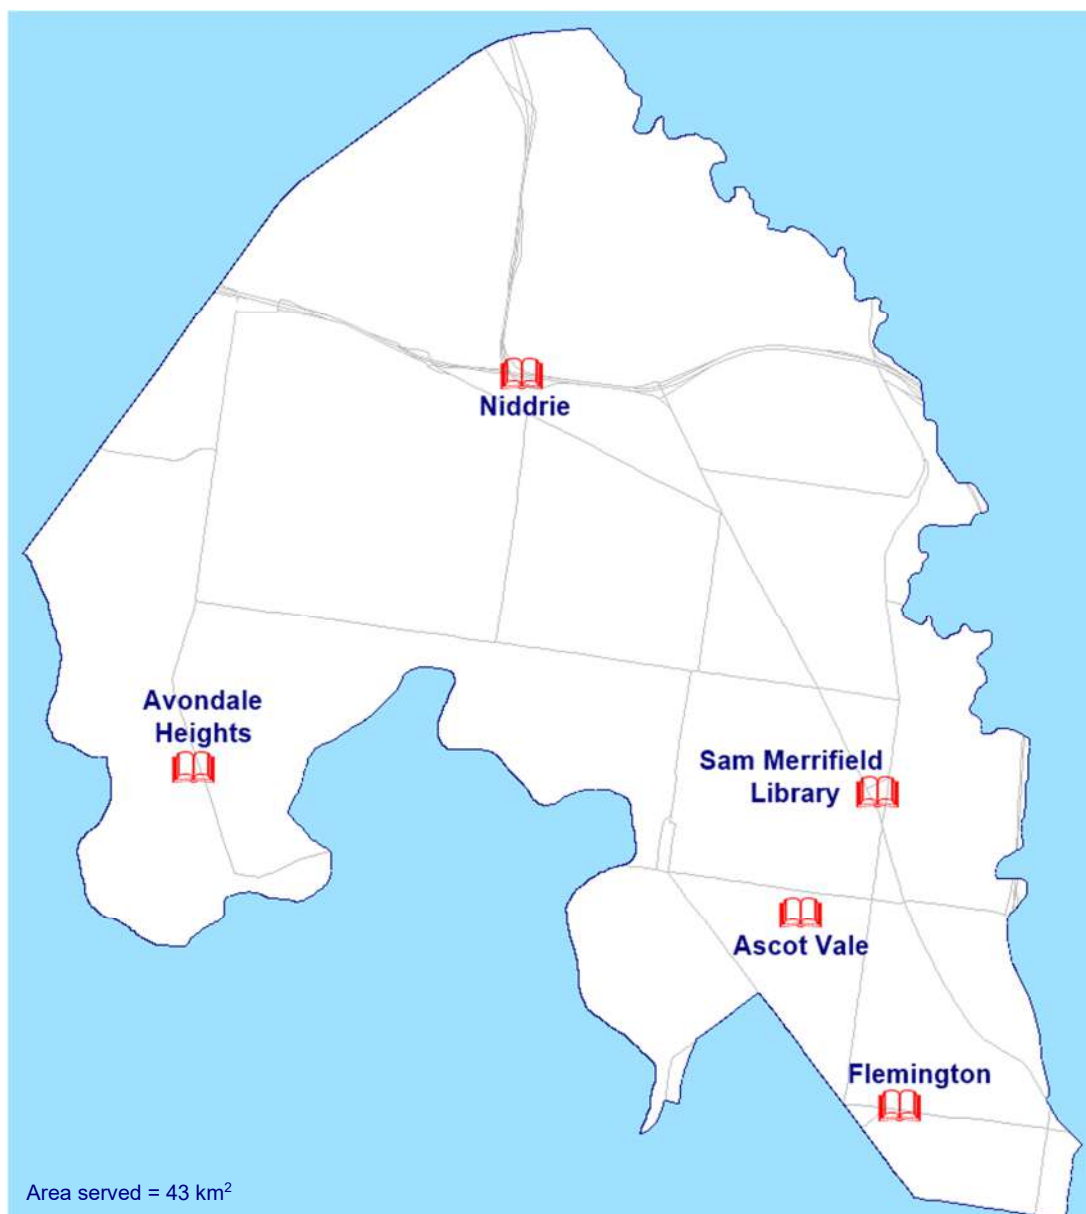 Niddrie
Avondale
Heights
Sam Merrifield
Library
Ascot Vale
Flemington
Area served = 43 km²